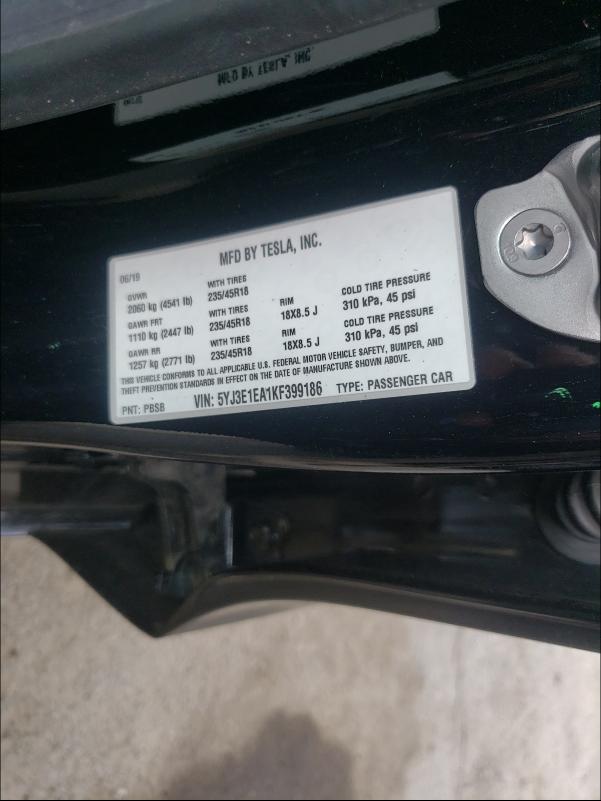 MFD BY TESLA, INC.
MFD BY TESLA, INC.
06/19
GVWR WITH TIRES
2060 kg (4541 lb) 235/45R18
GAWR FRT WITH TIRES RIM COLD TIRE PRESSURE
1110 kg (2447 lb) 235/45R18 18X8.5 J 310 kPa, 45 psi
GAWR RR WITH TIRES RIM COLD TIRE PRESSURE
1257 kg (2771 lb) 235/45R18 18X8.5 J 310 kPa, 45 psi
THIS VEHICLE CONFORMS TO ALL APPLICABLE U.S. FEDERAL MOTOR VEHICLE SAFETY, BUMPER, AND
THEFT PREVENTION STANDARDS IN EFFECT ON THE DATE OF MANUFACTURE SHOWN ABOVE.
PNT: PBSB VIN: 5YJ3E1EA1KF399186 TYPE: PASSENGER CAR